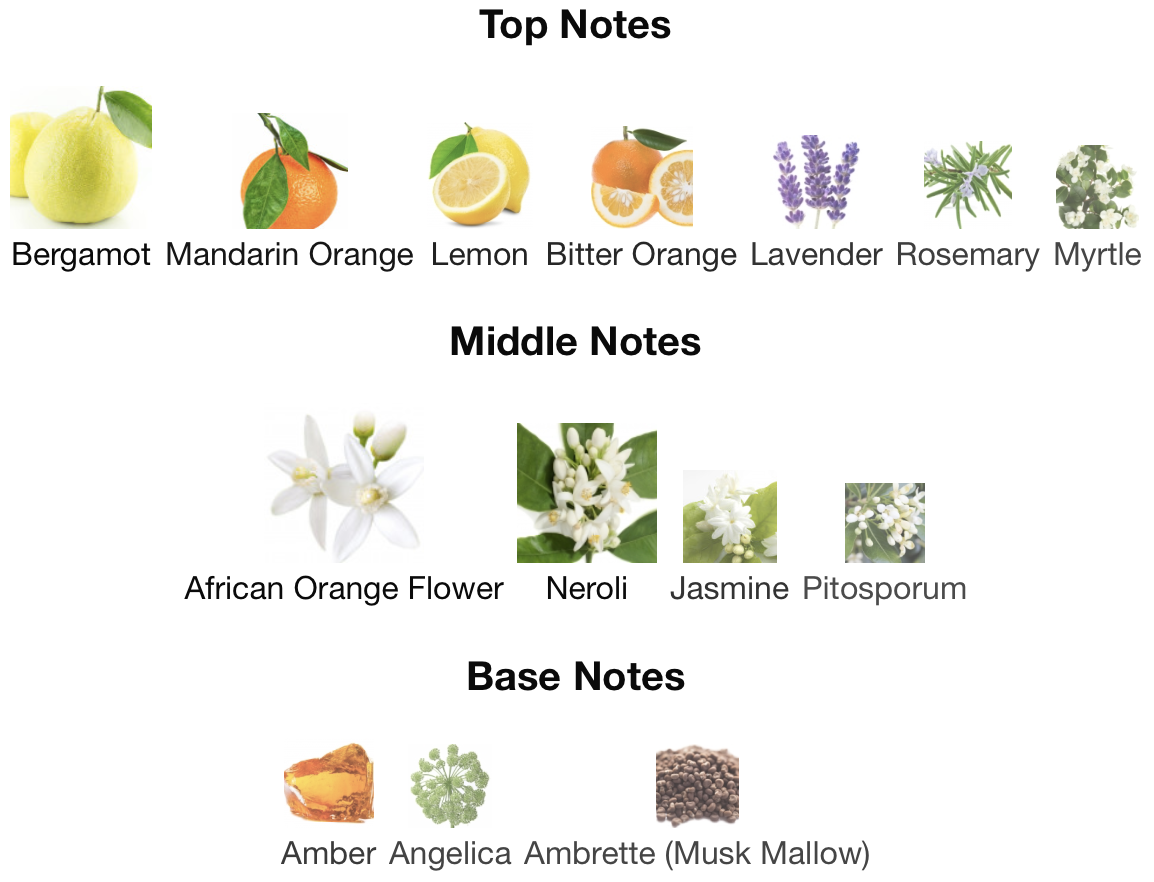 Top Notes
Bergamot Mandarin Orange Lemon Bitter Orange Lavender Rosemary Myrtle
Middle Notes
African Orange Flower Neroli Jasmine Pitosporum
Base Notes
Amber Angelica Ambrette (Musk Mallow)